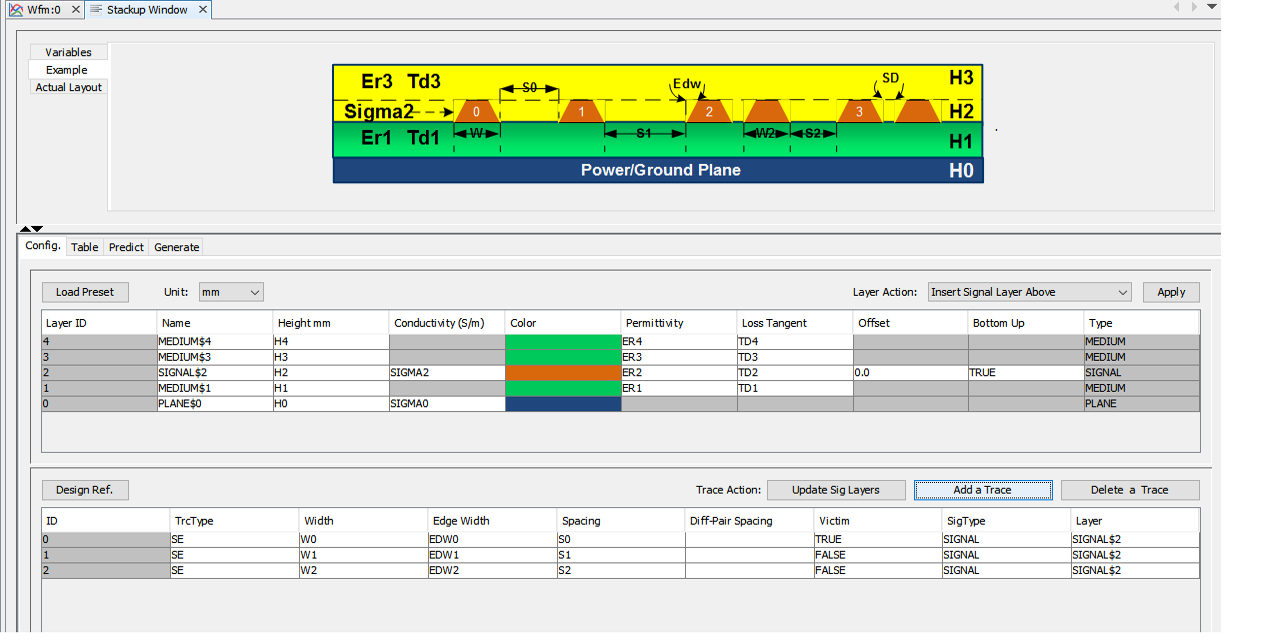 Wfm:0 Stackup Window
Variables
Example
Actual Layout
Er3 Td3 H3
S0 Edw SD
Sigma2 0 1 2 3 H2
W S1 W2 S2
Er1 Td1 H1
Power/Ground Plane H0
Config. Table Predict Generate
Load Preset Unit: mm Layer Action: Insert Signal Layer Above Apply
Layer ID Name Height mm Conductivity (S/m) Color Permittivity Loss Tangent Offset Bottom Up Type
4 MEDIUM$4 H4 ER4 TD4 MEDIUM
3 MEDIUM$3 H3 ER3 TD3 MEDIUM
2 SIGNAL$2 H2 SIGMA2 ER2 TD2 0.0 TRUE SIGNAL
1 MEDIUM$1 H1 ER1 TD1 MEDIUM
0 PLANE$0 H0 SIGMA0 PLANE
Design Ref. Trace Action: Update Sig Layers Add a Trace Delete a Trace
ID TrcType Width Edge Width Spacing Diff-Pair Spacing Victim SigType Layer
0 SE W0 EDW0 S0 TRUE SIGNAL SIGNAL$2
1 SE W1 EDW1 S1 FALSE SIGNAL SIGNAL$2
2 SE W2 EDW2 S2 FALSE SIGNAL SIGNAL$2